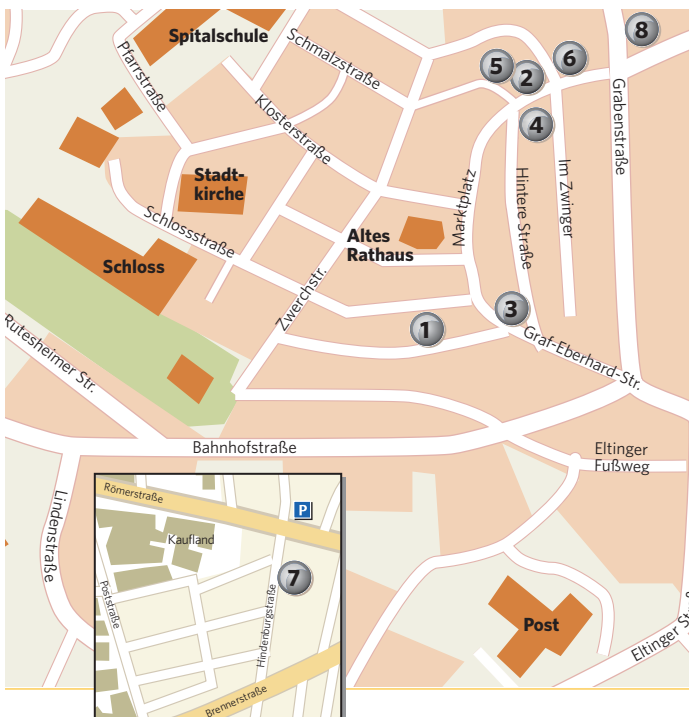 Spitalschule
8
Pfarrstraße
Schmalzstraße
5
2
6
Klosterstraße
4
Grabenstraße
Stadt-
kirche
Marktplatz
Hintere Straße
Im Zwinger
Schlossstraße
Altes
Rathaus
Schloss
Zwerchstr.
3
1
Graf-Eberhard-Str.
Rutesheimer Str.
Bahnhofstraße
Eltinger
Fußweg
Lindenstraße
Römerstraße
P
Kaufland
7
Poststraße
Hindenburgstraße
Brennerstraße
Post
Eltinger